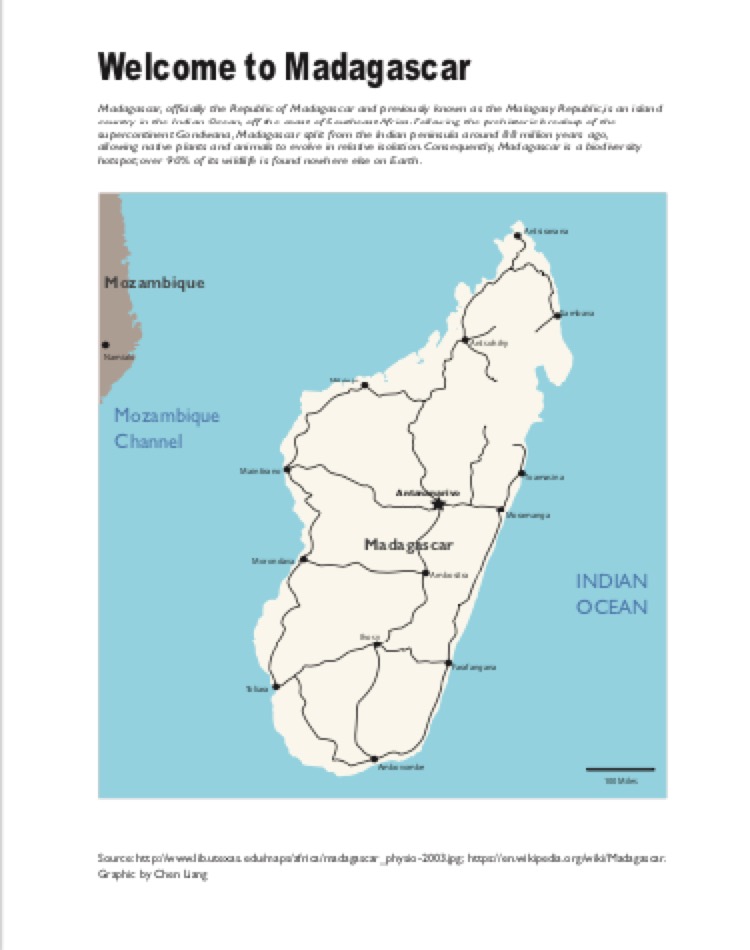 Welcome to Madagascar
Madagascar, officially the Republic of Madagascar and previously known as the Malagasy Republic, is an island
country in the Indian Ocean, off the coast of Southeast Africa. Following the prehistoric breakup of the
supercontinent Gondwana, Madagascar split from the Indian peninsula around 88 million years ago,
allowing native plants and animals to evolve in relative isolation. Consequently, Madagascar is a biodiversity
hotspot; over 90% of its wildlife is found nowhere else on Earth.
Antsiranana
Mozambique
Sambava
Antsohihy
Namialo
Mozambique
Channel
Maintirano
Toamasina
Antananarivo
Moramanga
Madagascar
Morondava
Ambositra
INDIAN
OCEAN
Ihosy
Farafangana
Toliara
Ambovombe
100 Miles
Source: http://www.lib.utexas.edu/maps/africa/madagascar_physio-2003.jpg; https://en.wikipedia.org/wiki/Madagascar.
Graphic by Chen Liang